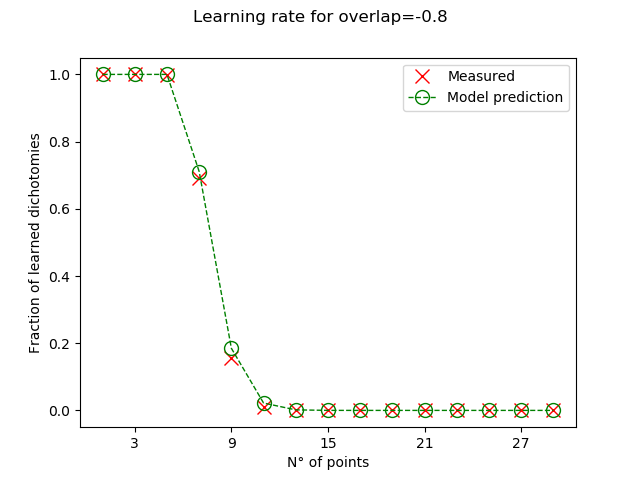 Learning rate for overlap=-0.8
Measured
Model prediction
Fraction of learned dichotomies
1.0
0.8
0.6
0.4
0.2
0.0
3 9 15 21 27
N° of points